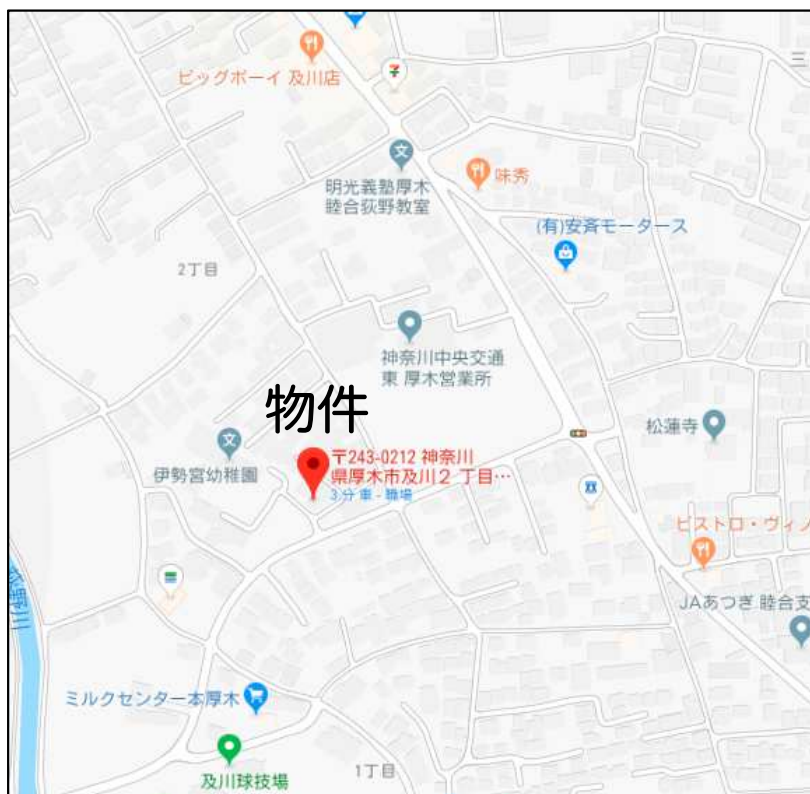 ビッグボーイ 及川店
三
明光義塾厚木
睦合荻野教室
味秀
(有)安斉モータース
2丁目
神奈川中央交通
東 厚木営業所
物件
松蓮寺
伊勢宮幼稚園
〒243-0212 神奈川
県厚木市及川2 丁目…
3 分 車 - 職場
ビストロ・ヴィノ
JAあつぎ 睦合支
ミルクセンター本厚木
及川球技場
1丁目